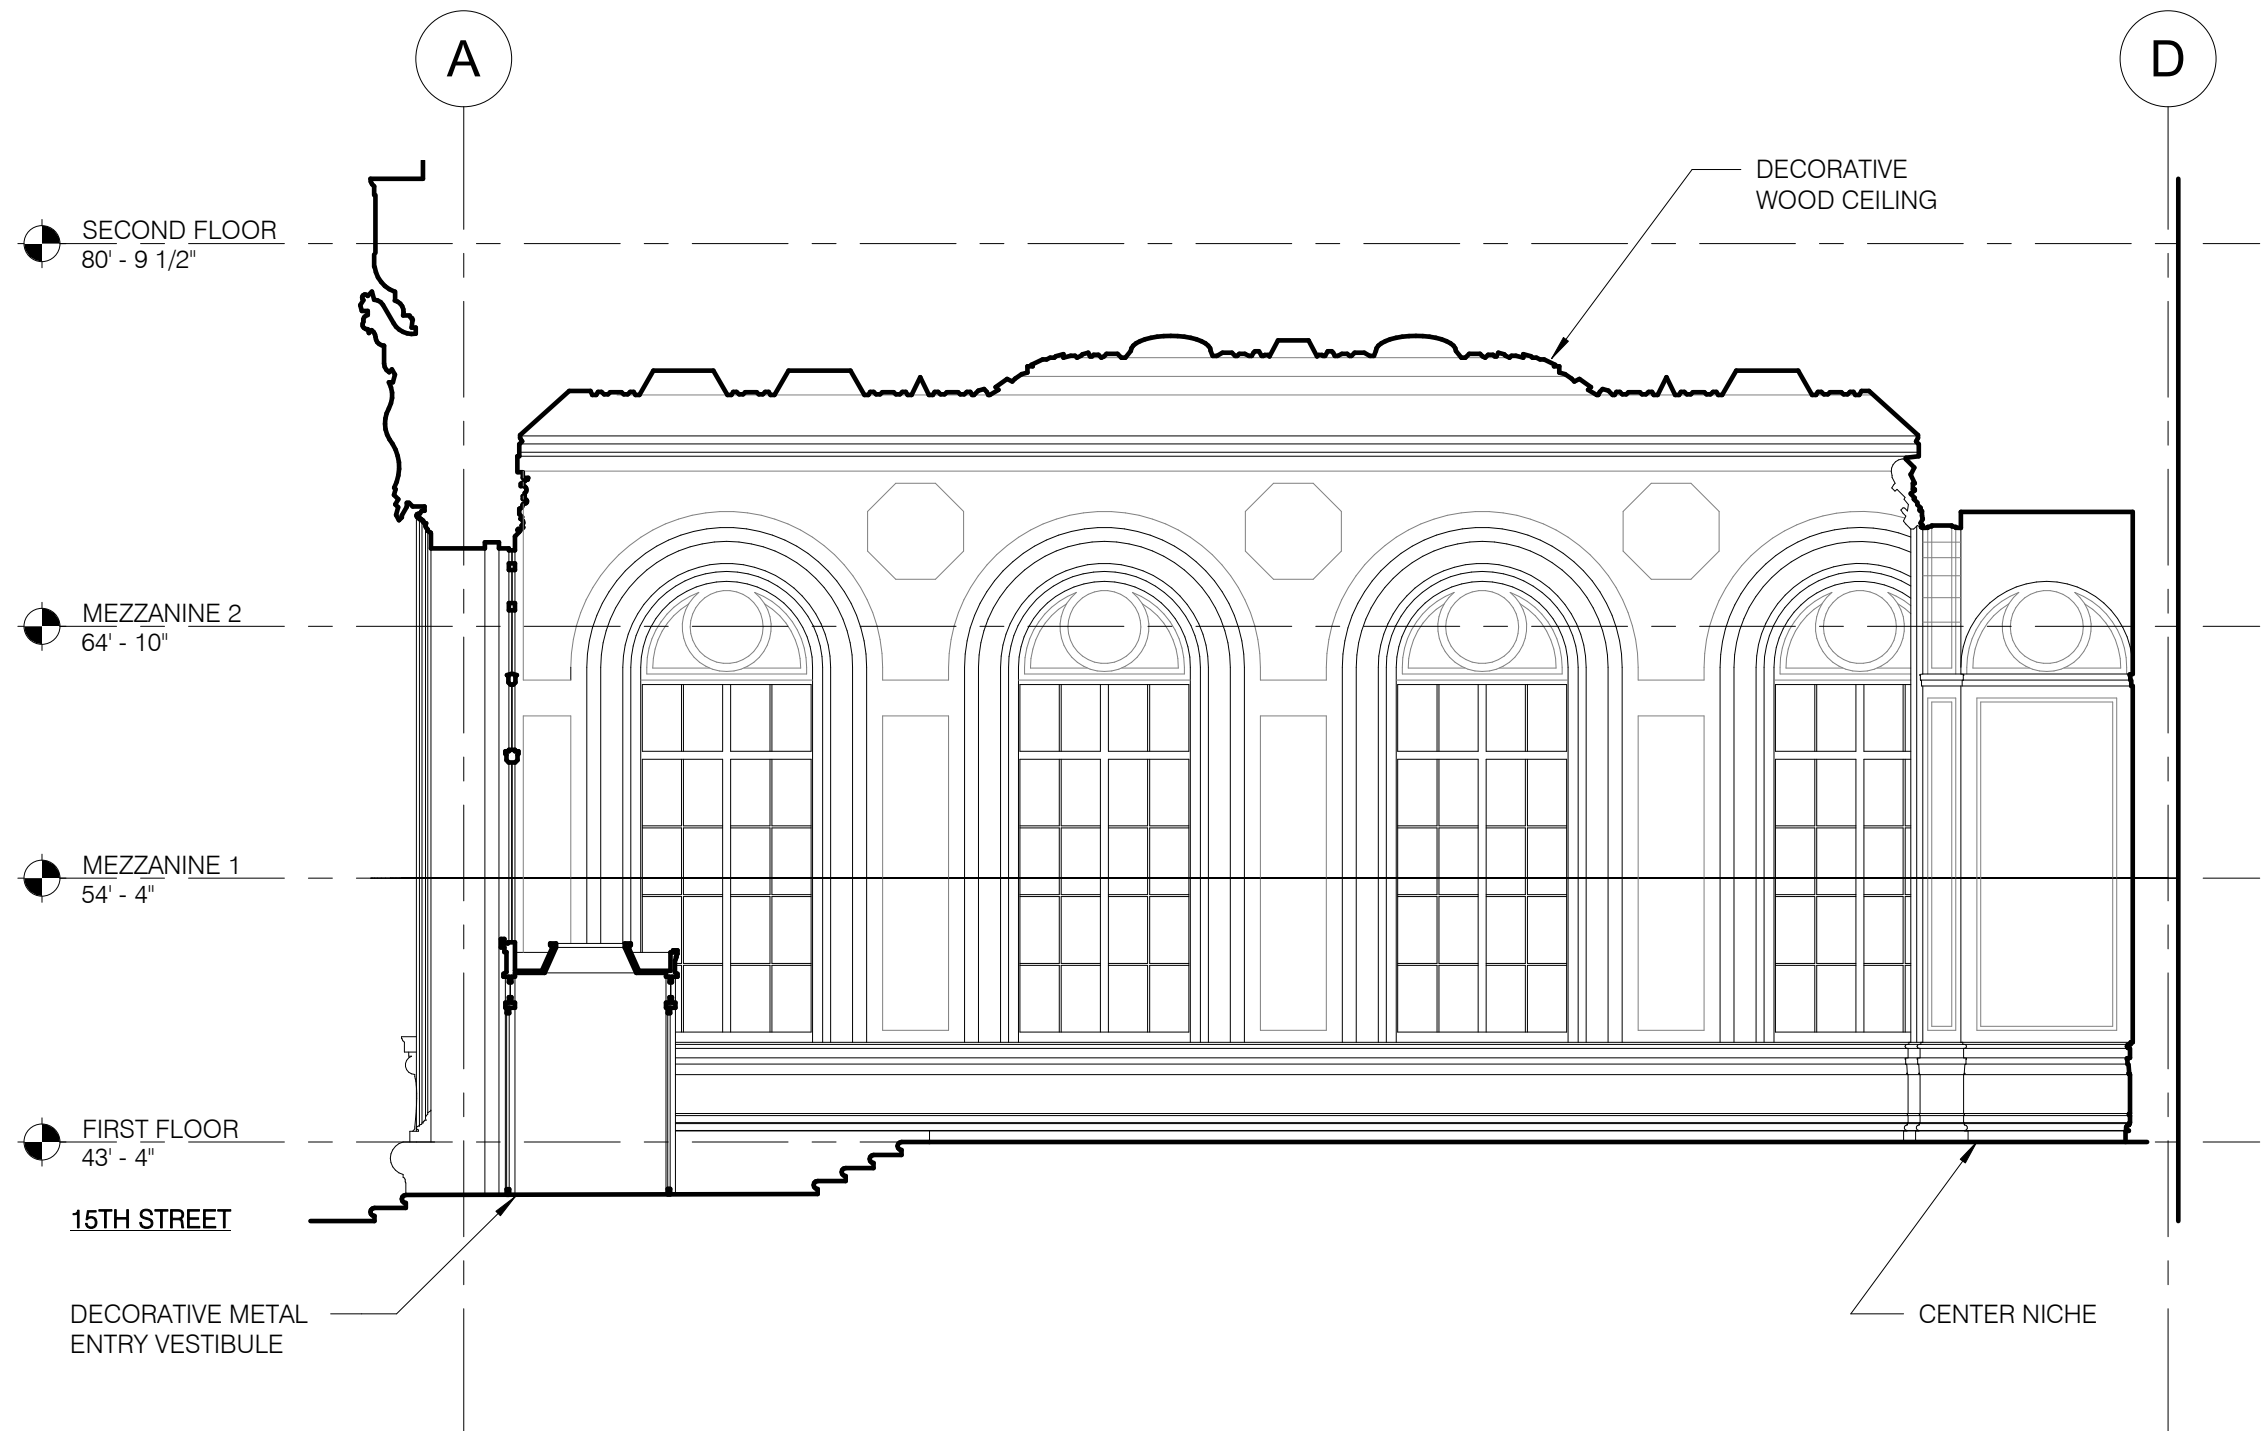 A
D
DECORATIVE
WOOD CEILING
SECOND FLOOR
80' - 9 1/2"
MEZZANINE 2
64' - 10"
MEZZANINE 1
54' - 4"
FIRST FLOOR
43' - 4"
15TH STREET
DECORATIVE METAL
ENTRY VESTIBULE
CENTER NICHE